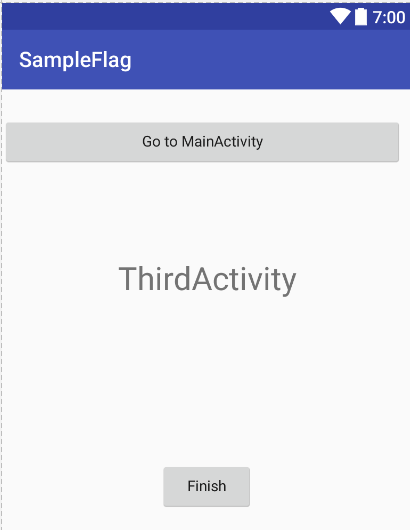 7:00
SampleFlag
Go to MainActivity
ThirdActivity
Finish